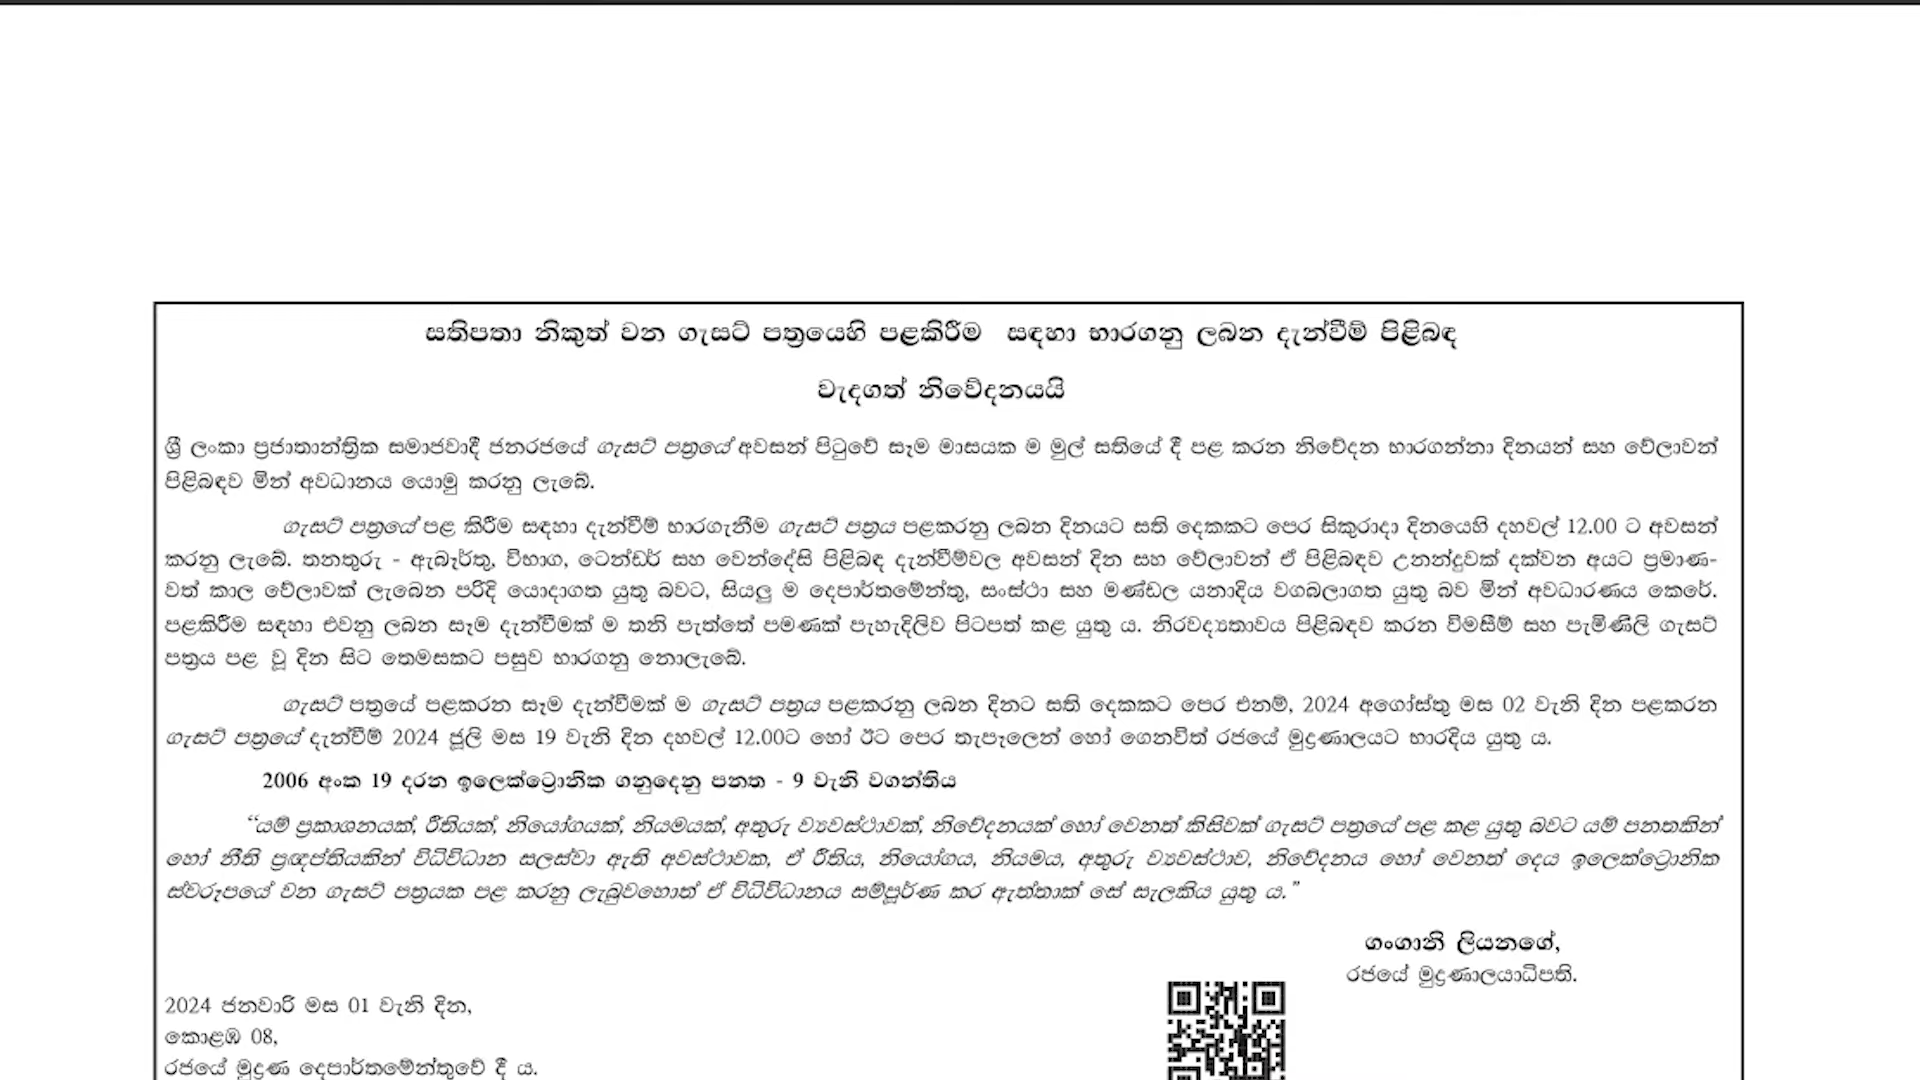 සතිපතා නිකුත් වන ගැසට් පත්‍රයෙහි පළකිරීම සඳහා භාරගනු ලබන දැන්වීම් පිළිබඳ
වැදගත් නිවේදනයයි
ශ්‍රී ලංකා ප්‍රජාතාන්ත්‍රික සමාජවාදී ජනරජයේ ගැසට් පත්‍රයේ අවසන් පිටුවේ සෑම මාසයක ම මුල් සතියේ දී පළ කරන නිවේදන භාරගන්නා දිනයන් සහ වේලාවන්
පිළිබඳව මින් අවධානය යොමු කරනු ලැබේ.
ගැසට් පත්‍රයේ පළ කිරීම සඳහා දැන්වීම් භාරගැනීම ගැසට් පත්‍රය පළකරනු ලබන දිනයට සති දෙකකට පෙර සිකුරාදා දිනයෙහි දහවල් 12.00 ට අවසන්
කරනු ලැබේ. තනතුරු - ඇබෑර්තු, විභාග, ටෙන්ඩර් සහ වෙන්දේසි පිළිබඳ දැන්වීම්වල අවසන් දින සහ වේලාවන් ඒ පිළිබඳව උනන්දුවක් දක්වන අයට ප්‍රමාණ-
වත් කාල වේලාවක් ලැබෙන පරිදි යොදාගත යුතු බවට, සියලු ම දෙපාර්තමේන්තු, සංස්ථා සහ මණ්ඩල යනාදිය වගබලාගත යුතු බව මින් අවධාරණය කෙරේ.
පළකිරීම සඳහා එවනු ලබන සෑම දැන්වීමක් ම තනි පැත්තේ පමණක් පැහැදිලිව පිටපත් කළ යුතු ය. නිරවද්‍යතාවය පිළිබඳව කරන විමසීම් සහ පැමිණිලි ගැසට්
පත්‍රය පළ වූ දින සිට තෙමසකට පසුව භාරගනු නොලැබේ.
ගැසට් පත්‍රයේ පළකරන සෑම දැන්වීමක් ම ගැසට් පත්‍රය පළකරනු ලබන දිනට සති දෙකකට පෙර එනම්, 2024 අගෝස්තු මස 02 වැනි දින පළකරන
ගැසට් පත්‍රයේ දැන්වීම් 2024 ජූලි මස 19 වැනි දින දහවල් 12.00ට හෝ ඊට පෙර තැපෑලෙන් හෝ ගෙනවිත් රජයේ මුද්‍රණාලයට භාරදිය යුතු ය.
2006 අංක 19 දරන ඉලෙක්ට්‍රොනික ගනුදෙනු පනත - 9 වැනි වගන්තිය
“යම් ප්‍රකාශනයක්, රීතියක්, නියෝගයක්, නියමයක්, අතුරු ව්‍යවස්ථාවක්, නිවේදනයක් හෝ වෙනත් කිසිවක් ගැසට් පත්‍රයේ පළ කළ යුතු බවට යම් පනතකින්
හෝ නීති ප්‍රඥප්තියකින් විධිවිධාන සලස්වා ඇති අවස්ථාවක, ඒ රීතිය, නියෝගය, නියමය, අතුරු ව්‍යවස්ථාව, නිවේදනය හෝ වෙනත් දෙය ඉලෙක්ට්‍රොනික
ස්වරූපයේ වන ගැසට් පත්‍රයක පළ කරනු ලැබුවහොත් ඒ විධිවිධානය සම්පූර්ණ කර ඇත්තාක් සේ සැලකිය යුතු ය.”
ගංගානි ලියනගේ,
රජයේ මුද්‍රණාලයාධිපති.
2024 ජනවාරි මස 01 වැනි දින,
කොළඹ 08,
රජයේ මුද්‍රණ දෙපාර්තමේන්තුවේ දී ය.